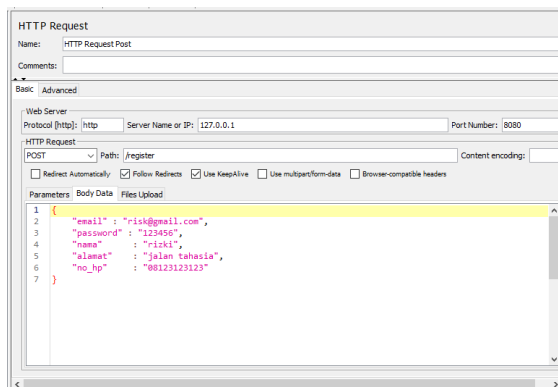 HTTP Request
Name: HTTP Request Post
Comments:
Basic Advanced
Web Server
Protocol [http]: http Server Name or IP: 127.0.0.1 Port Number: 8080
HTTP Request
POST Path: /register Content encoding:
Redirect Automatically Follow Redirects Use KeepAlive Use multipart/form-data Browser-compatible headers
Parameters Body Data Files Upload
1 {
2 "email" : "risk@gmail.com",
3 "password" : "123456",
4 "nama" : "rizki",
5 "alamat" : "jalan tahasia",
6 "no_hp" : "08123123123"
7 }